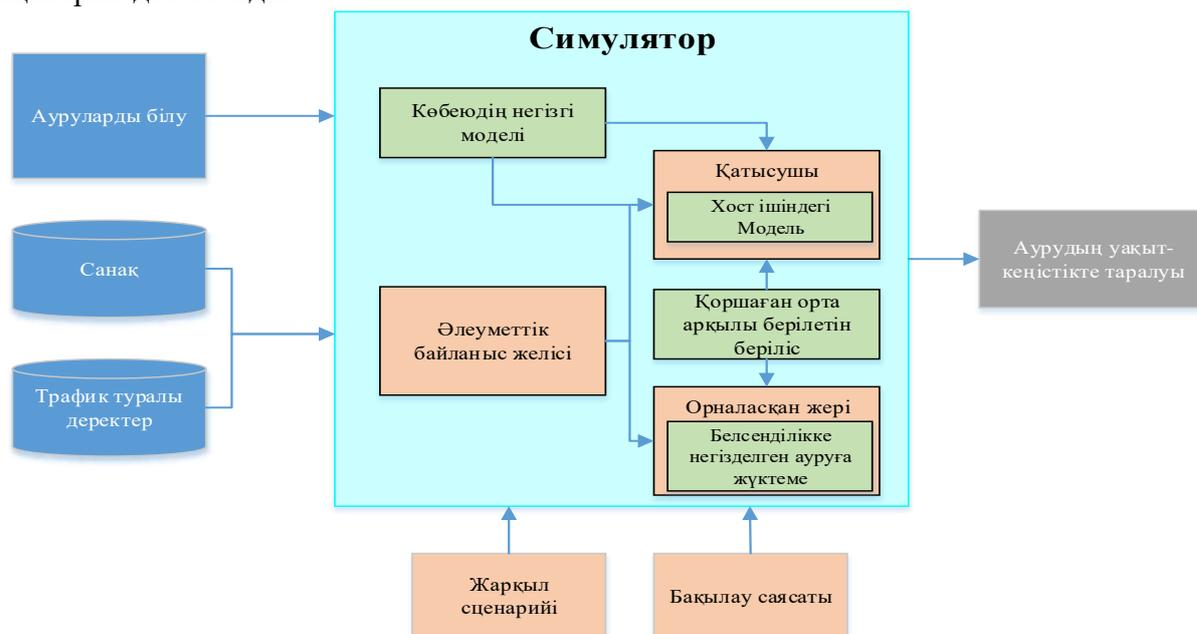 Симулятор
Ауруларды білу
Көбеюдің негізгі
моделі
Қатысушы
Хост ішіндегі
Модель
Санақ
Аурудың уақыт-
кеңістікте таралуы
Әлеуметтік
байланыс желісі
Қоршаған орта
арқылы берілетін
беріліс
Трафик туралы
деректер
Орналасқан жері
Белсенділікке
негізделген ауруға
жүктеме
Жарқыл
сценарийі
Бақылау саясаты